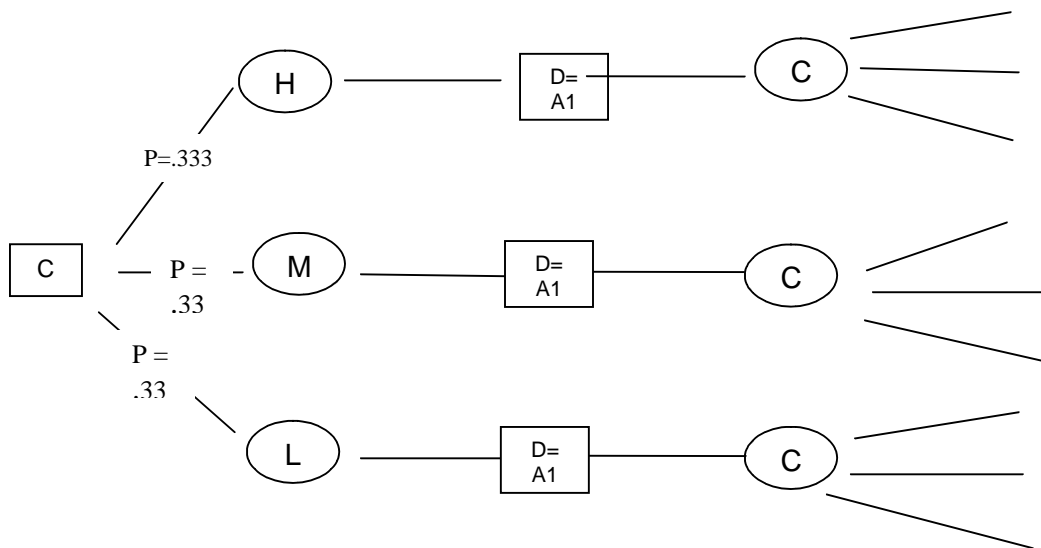 H
D=
A1
C
P=.333
C
P =
.33
M
D=
A1
C
P =
.33
L
D=
A1
C